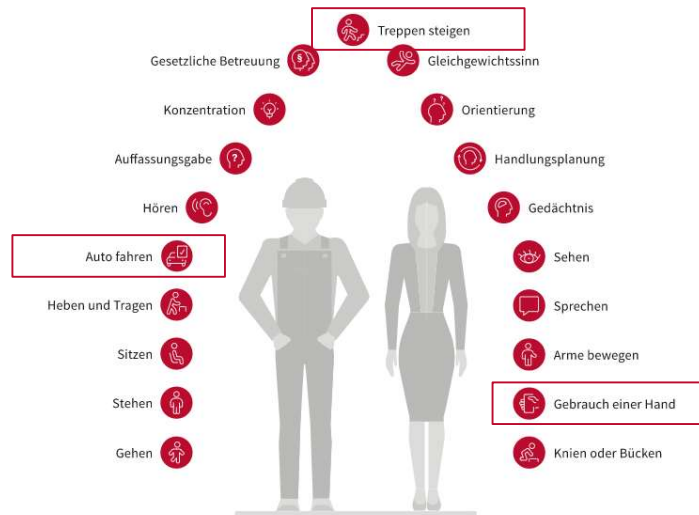 Treppen steigen
Gesetzliche Betreuung
§
Gleichgewichtssinn
Konzentration
? ?
Orientierung
Auffassungsgabe
?
Handlungsplanung
Hören
Gedächtnis
Auto fahren
Sehen
Heben und Tragen
Sprechen
Sitzen
Arme bewegen
Stehen
Gebrauch einer Hand
Gehen
Knien oder Bücken